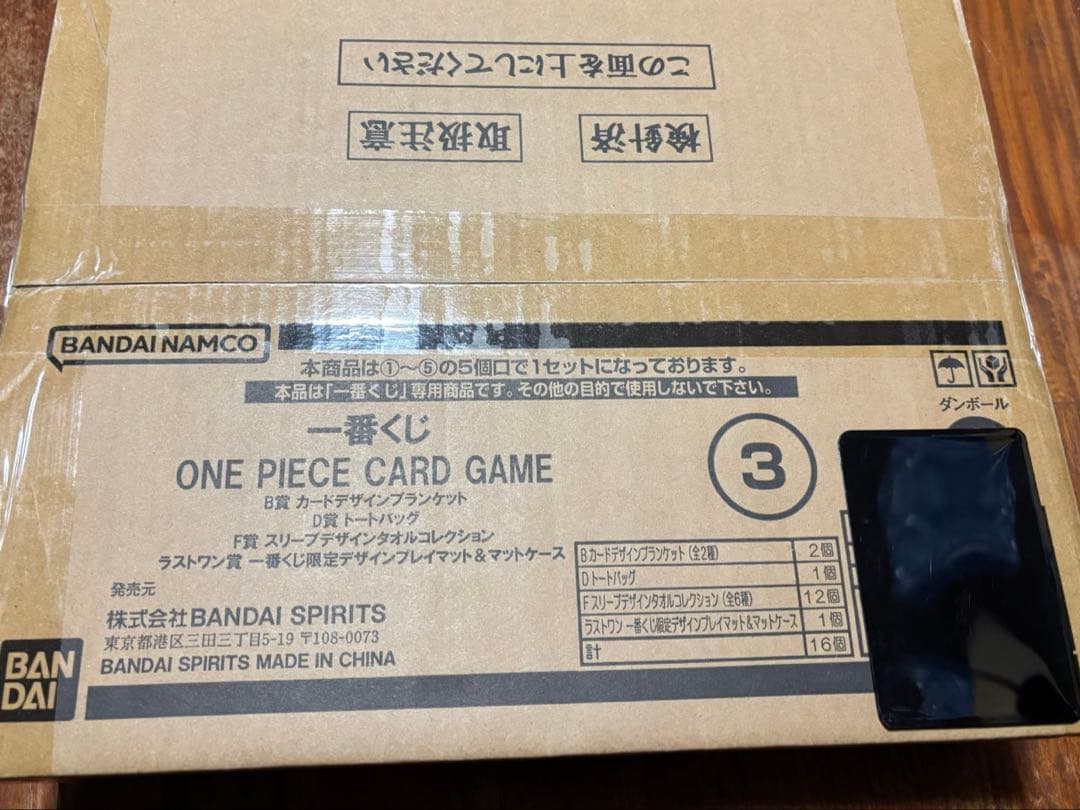 この面を上にしてください
取扱注意
検針済
BANDAI NAMCO
本商品は①～⑤の5個口で1セットになっております。
本品は「一番くじ」専用商品です。その他の目的で使用しないで下さい。
ダンボール
一番くじ
ONE PIECE CARD GAME
3
B賞 カードデザインブランケット
D賞 トートバッグ
F賞 スリーブデザインタオルコレクション
ラストワン賞 一番くじ限定デザインプレイマット&マットケース
B カードデザインブランケット(全2種) 2個
D トートバッグ 1個
F スリーブデザインタオルコレクション(全6種) 12個
ラストワン 一番くじ限定デザインプレイマット&マットケース 1個
計 16個
発売元
株式会社BANDAI SPIRITS
東京都港区三田三丁目5-19 〒108-0073
BANDAI SPIRITS MADE IN CHINA
BAN
DAI